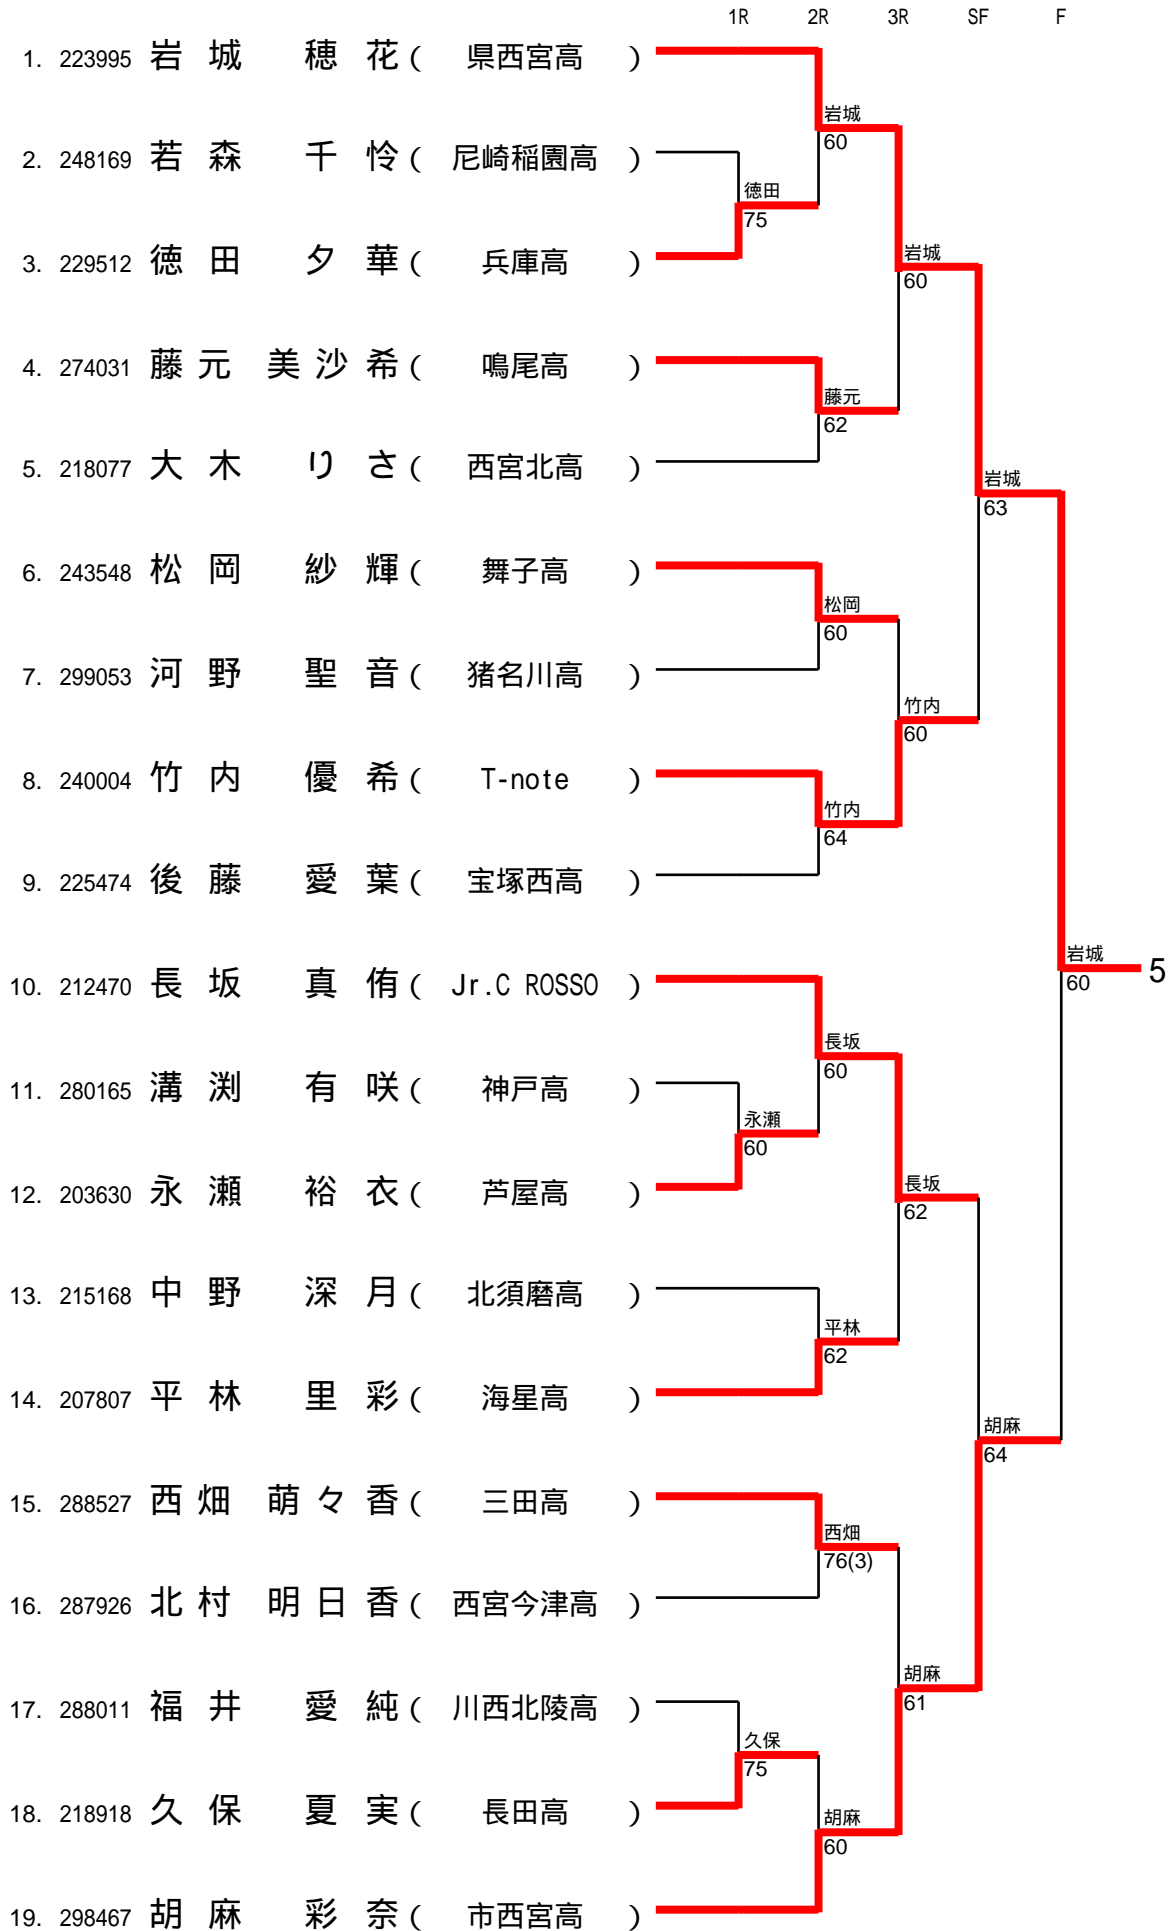 1R 2R 3R SF F
1. 223995 岩城 穂花 ( 県西宮高 )
岩城
60
2. 248169 若森 千怜 ( 尼崎稲園高 )
徳田
75
3. 229512 徳田 夕華 ( 兵庫高 )
岩城
60
4. 274031 藤元 美沙希 ( 鳴尾高 )
藤元
62
5. 218077 大木 りさ ( 西宮北高 )
岩城
63
6. 243548 松岡 紗輝 ( 舞子高 )
松岡
60
7. 299053 河野 聖音 ( 猪名川高 )
竹内
60
8. 240004 竹内 優希 ( T-note )
竹内
64
9. 225474 後藤 愛葉 ( 宝塚西高 )
岩城
60
5
10. 212470 長坂 真侑 ( Jr.C ROSSO )
長坂
60
11. 280165 溝渕 有咲 ( 神戸高 )
永瀬
60
12. 203630 永瀬 裕衣 ( 芦屋高 )
長坂
62
13. 215168 中野 深月 ( 北須磨高 )
平林
62
14. 207807 平林 里彩 ( 海星高 )
胡麻
64
15. 288527 西畑 萌々香 ( 三田高 )
西畑
76(3)
16. 287926 北村 明日香 ( 西宮今津高 )
胡麻
61
17. 288011 福井 愛純 ( 川西北陵高 )
久保
75
18. 218918 久保 夏実 ( 長田高 )
胡麻
60
19. 298467 胡麻 彩奈 ( 市西宮高 )